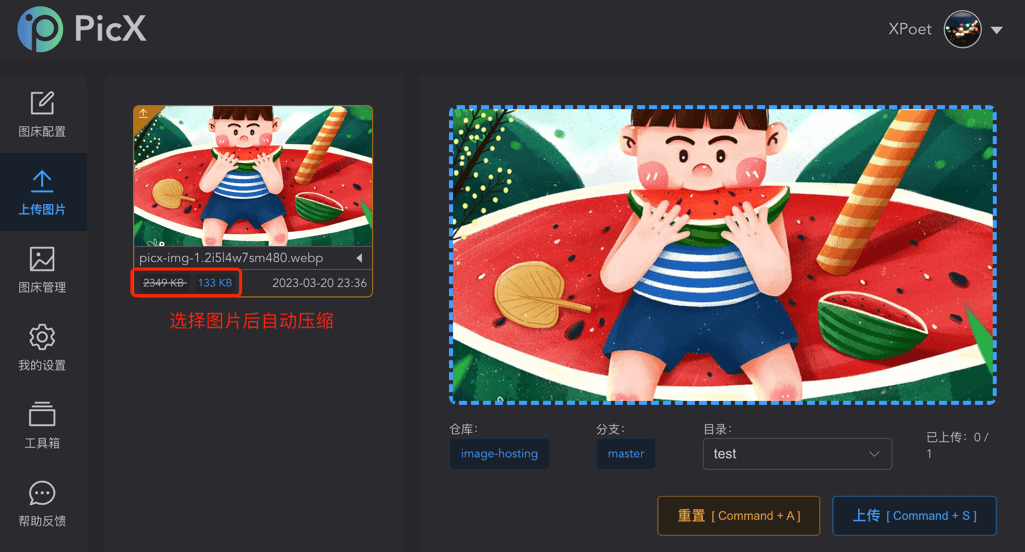 PicX
XPoet
图床配置
上传图片
图床管理
我的设置
工具箱
帮助反馈
picx-img-1.2i5l4w7sm480.webp
2349 KB 133 KB 2023-03-20 23:36
选择图片后自动压缩
仓库： 分支： 目录：
image-hosting master test
已上传：0 /
1
重置 [ Command + A ] 上传 [ Command + S ]